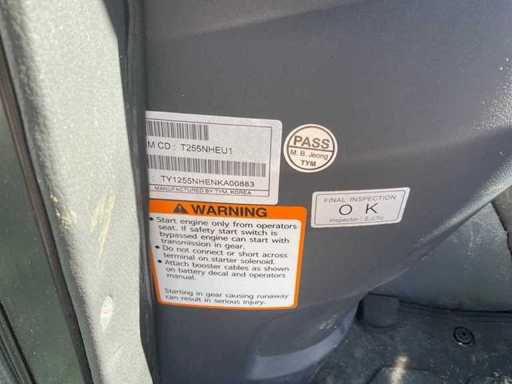 M CD : T255NHEU1
TY1255NHENKA00883
MANUFACTURED BY TYM, KOREA
PASS
M. B. Jeong
TYM
FINAL INSPECTION
O K
Inspector :
WARNING
• Start engine only from operators
seat. If safety start switch is
bypassed engine can start with
transmission in gear.
• Do not connect or short across
terminal on starter solenoid.
• Attach booster cables as shown
on battery decal and operators
manual.
Starting in gear causing runaway
can result in serious injury.